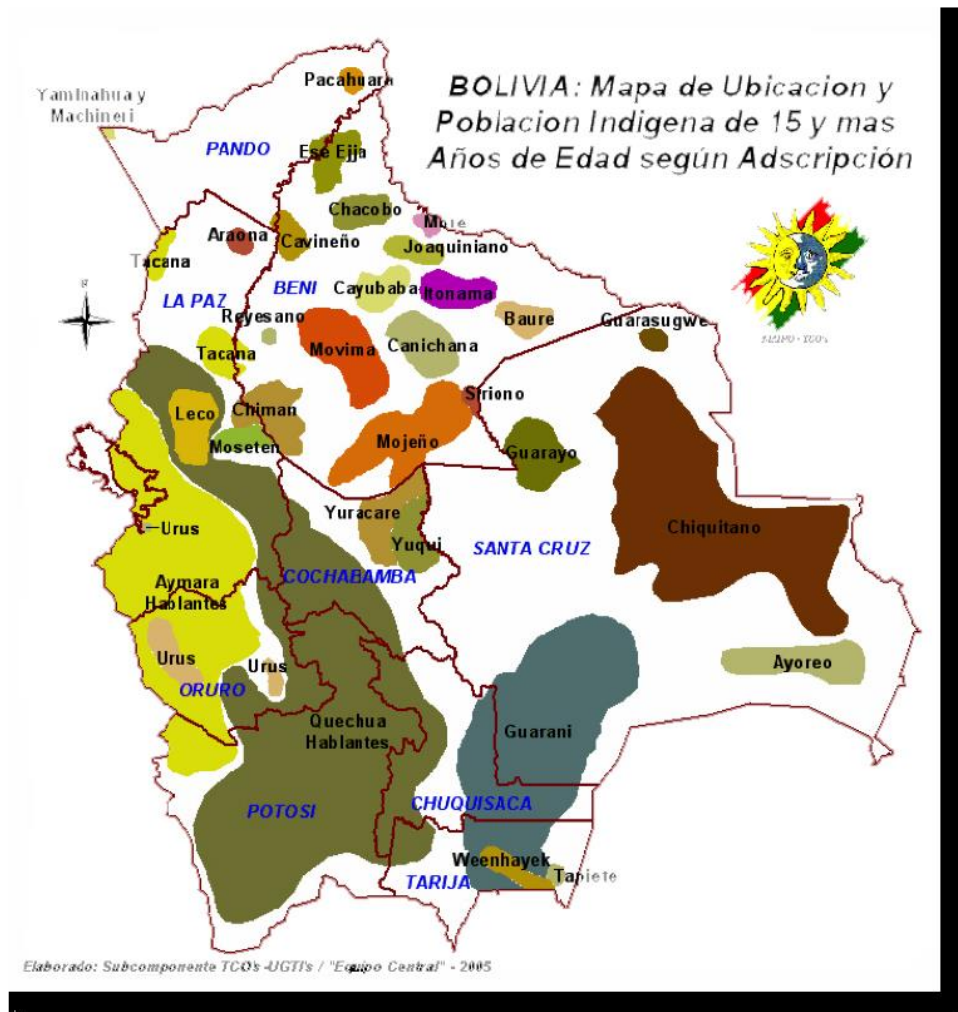 BOLIVIA: Mapa de Ubicacion y
Poblacion Indigena de 15 y mas
Años de Edad según Adscripción
Pacahuara
Yaminahua y
Machineri
PANDO
Ese Ejja
Chacobo
More
Araona
Cavineño
Joaquiniano
Tacana
LA PAZ
BENI
Cayubaba
Itonama
Reyesano
Baure
Guarasugwe
Movima
Canichana
Tacana
Siriono
Leco
Chiman
Moseten
Mojeño
Guarayo
Yuracare
Chiquitano
Urus
Yuqui
SANTA CRUZ
COCHABAMBA
Aymara
Hablantes
Urus
Urus
Ayoreo
ORURO
Quechua
Hablantes
Guarani
POTOSI
CHUQUISACA
Weenhayek
Tapiete
TARIJA
Elaborado: Subcomponente TCO's -UGTI's / "Equipo Central" - 2005